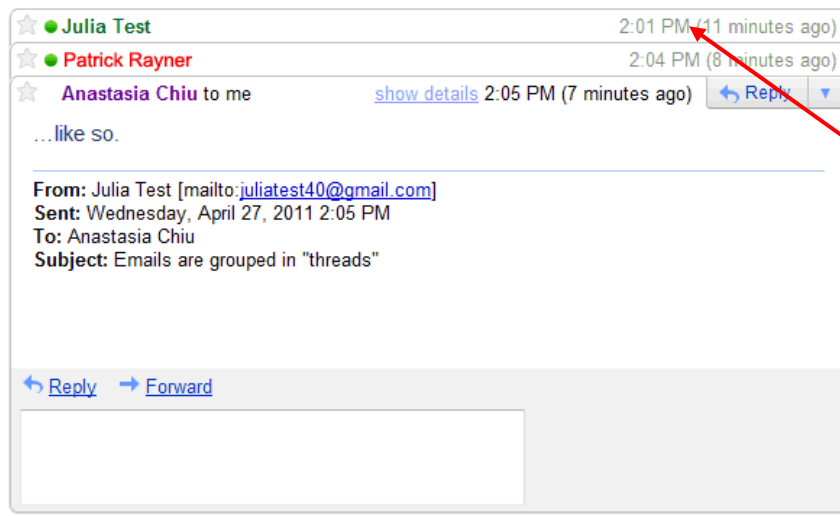 Julia Test 2:01 PM (11 minutes ago)
Patrick Rayner 2:04 PM (8 minutes ago)
Anastasia Chiu to me show details 2:05 PM (7 minutes ago) Reply
…like so.
From: Julia Test [mailto:juliatest40@gmail.com]
Sent: Wednesday, April 27, 2011 2:05 PM
To: Anastasia Chiu
Subject: Emails are grouped in "threads"
Reply Forward